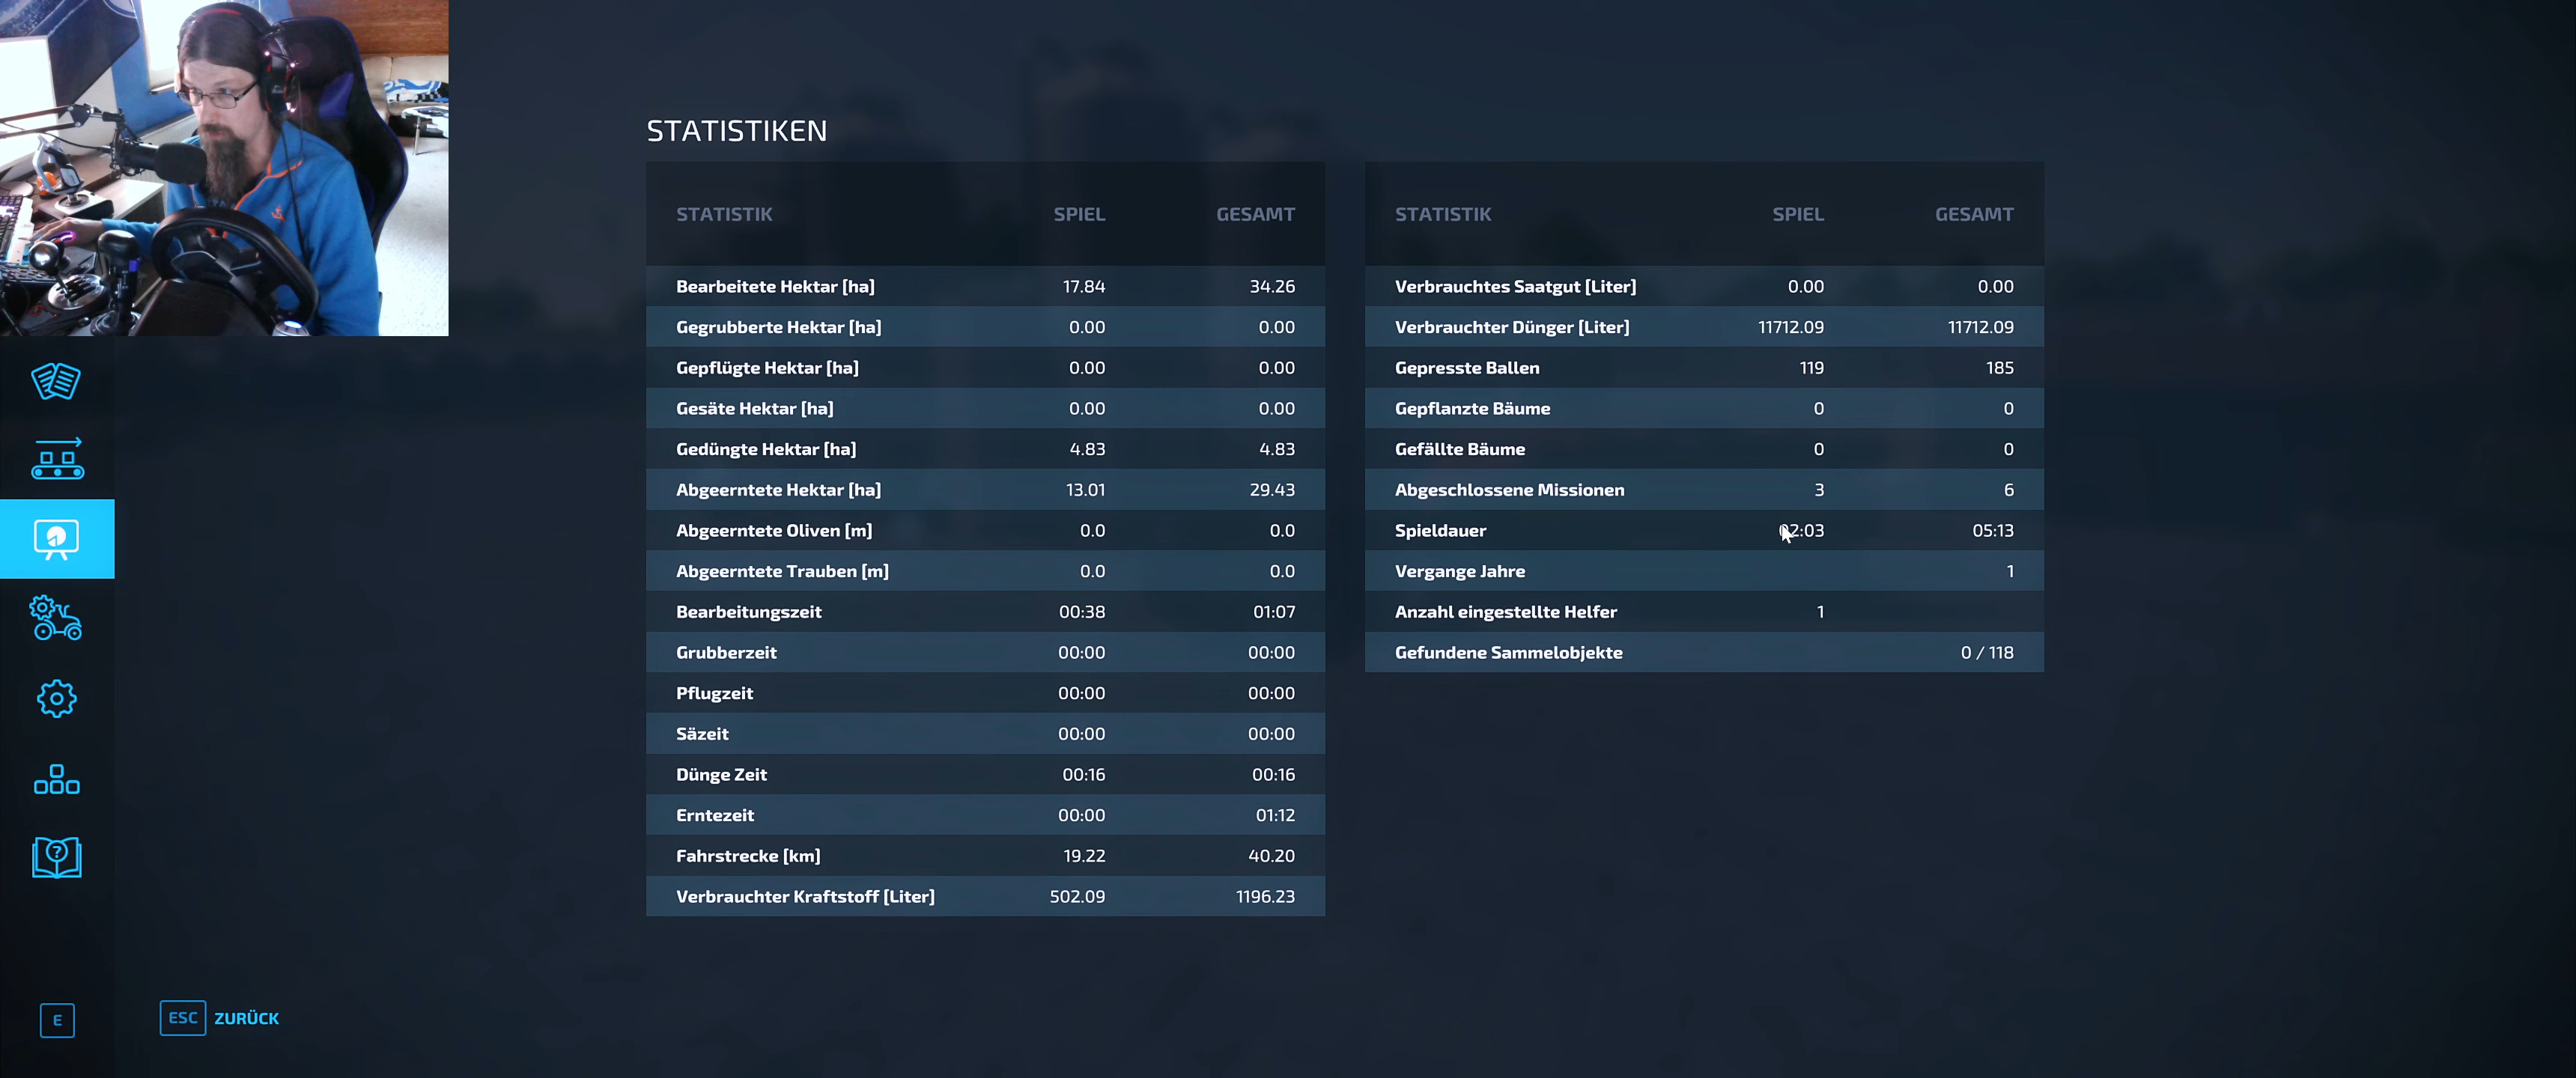 STATISTIKEN
STATISTIK SPIEL GESAMT
Bearbeitete Hektar [ha] 17.84 34.26
Gegrubberte Hektar [ha] 0.00 0.00
Gepflügte Hektar [ha] 0.00 0.00
Gesäte Hektar [ha] 0.00 0.00
Gedüngte Hektar [ha] 4.83 4.83
Abgeerntete Hektar [ha] 13.01 29.43
Abgeerntete Oliven [m] 0.0 0.0
Abgeerntete Trauben [m] 0.0 0.0
Bearbeitungszeit 00:38 01:07
Grubberzeit 00:00 00:00
Pflugzeit 00:00 00:00
Säzeit 00:00 00:00
Dünge Zeit 00:16 00:16
Erntezeit 00:00 01:12
Fahrstrecke [km] 19.22 40.20
Verbrauchter Kraftstoff [Liter] 502.09 1196.23
STATISTIK SPIEL GESAMT
Verbrauchtes Saatgut [Liter] 0.00 0.00
Verbrauchter Dünger [Liter] 11712.09 11712.09
Gepresste Ballen 119 185
Gepflanzte Bäume 0 0
Gefällte Bäume 0 0
Abgeschlossene Missionen 3 6
Spieldauer 02:03 05:13
Vergange Jahre 1
Anzahl eingestellte Helfer 1
Gefundene Sammelobjekte 0 / 118
E
ESC ZURÜCK